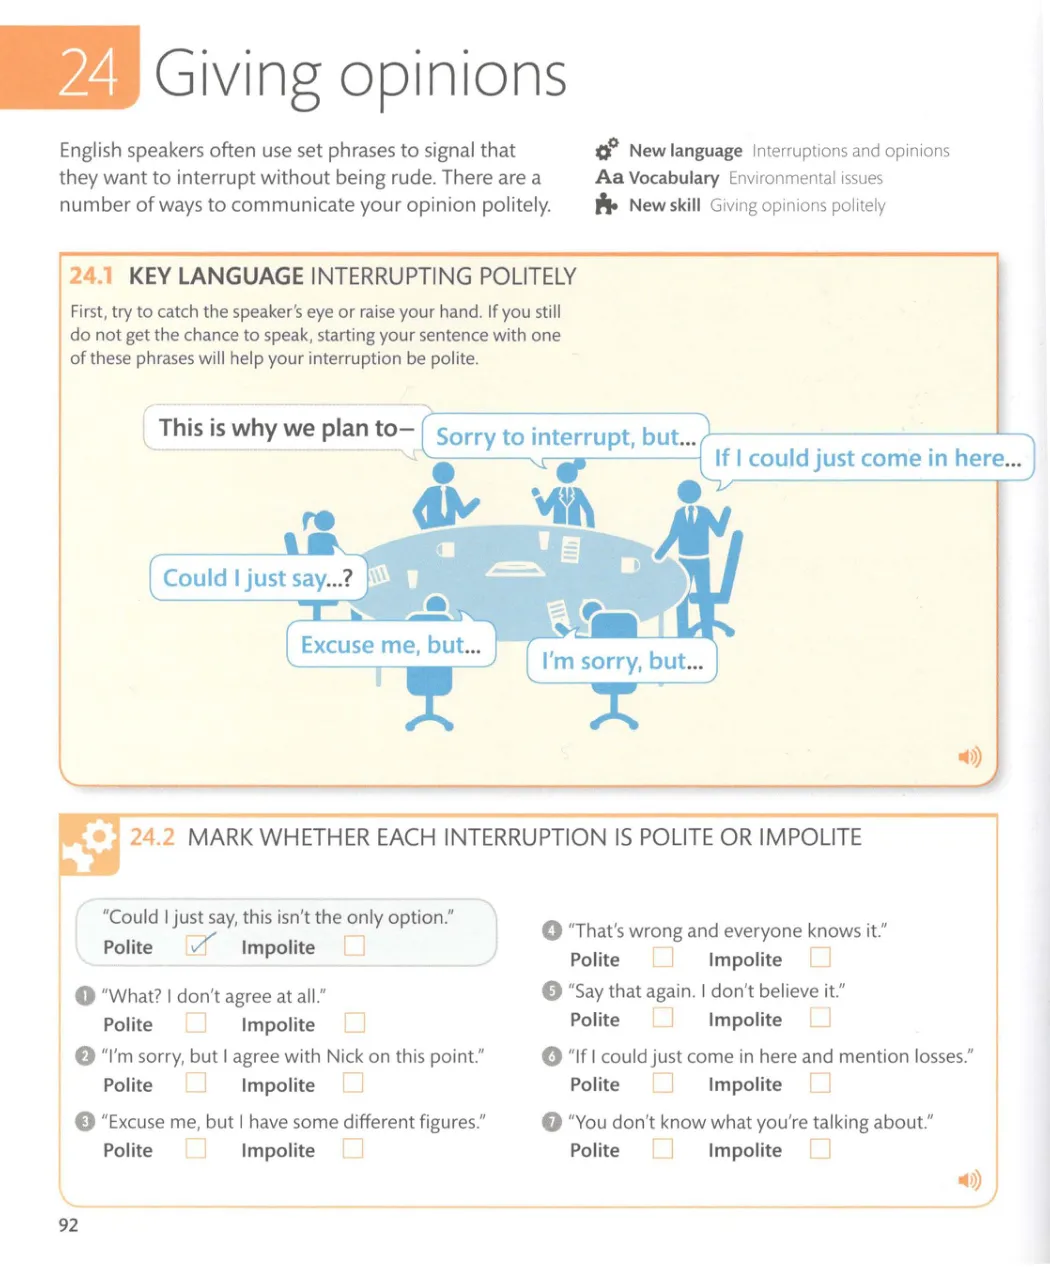 24 Giving opinions
English speakers often use set phrases to signal that
they want to interrupt without being rude. There are a
number of ways to communicate your opinion politely.
New language Interruptions and opinions
Aa Vocabulary Environmental issues
New skill Giving opinions politely
24.1 KEY LANGUAGE INTERRUPTING POLITELY
First, try to catch the speaker's eye or raise your hand. If you still
do not get the chance to speak, starting your sentence with one
of these phrases will help your interruption be polite.
This is why we plan to–
Sorry to interrupt, but...
If I could just come in here...
Could I just say...?
Excuse me, but...
I'm sorry, but...
24.2 MARK WHETHER EACH INTERRUPTION IS POLITE OR IMPOLITE
"Could I just say, this isn't the only option."
Polite Impolite
1 "What? I don't agree at all."
Polite Impolite
2 "I'm sorry, but I agree with Nick on this point."
Polite Impolite
3 "Excuse me, but I have some different figures."
Polite Impolite
4 "That's wrong and everyone knows it."
Polite Impolite
5 "Say that again. I don't believe it."
Polite Impolite
6 "If I could just come in here and mention losses."
Polite Impolite
7 "You don't know what you're talking about."
Polite Impolite
92